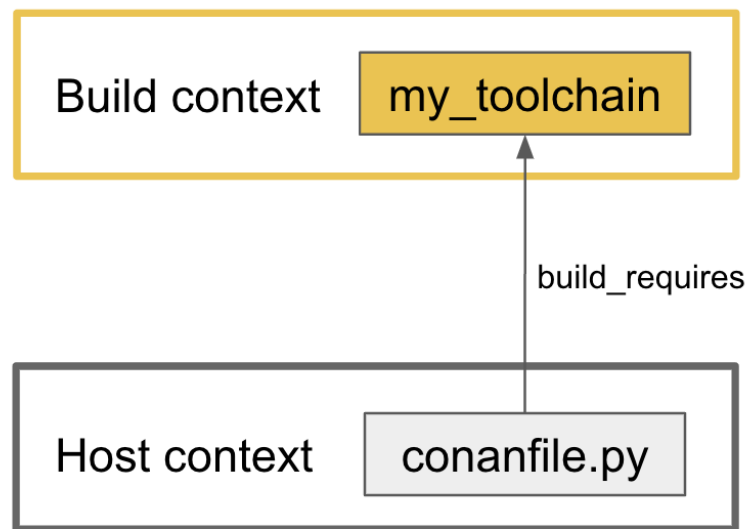 Build context
my_toolchain
build_requires
Host context
conanfile.py